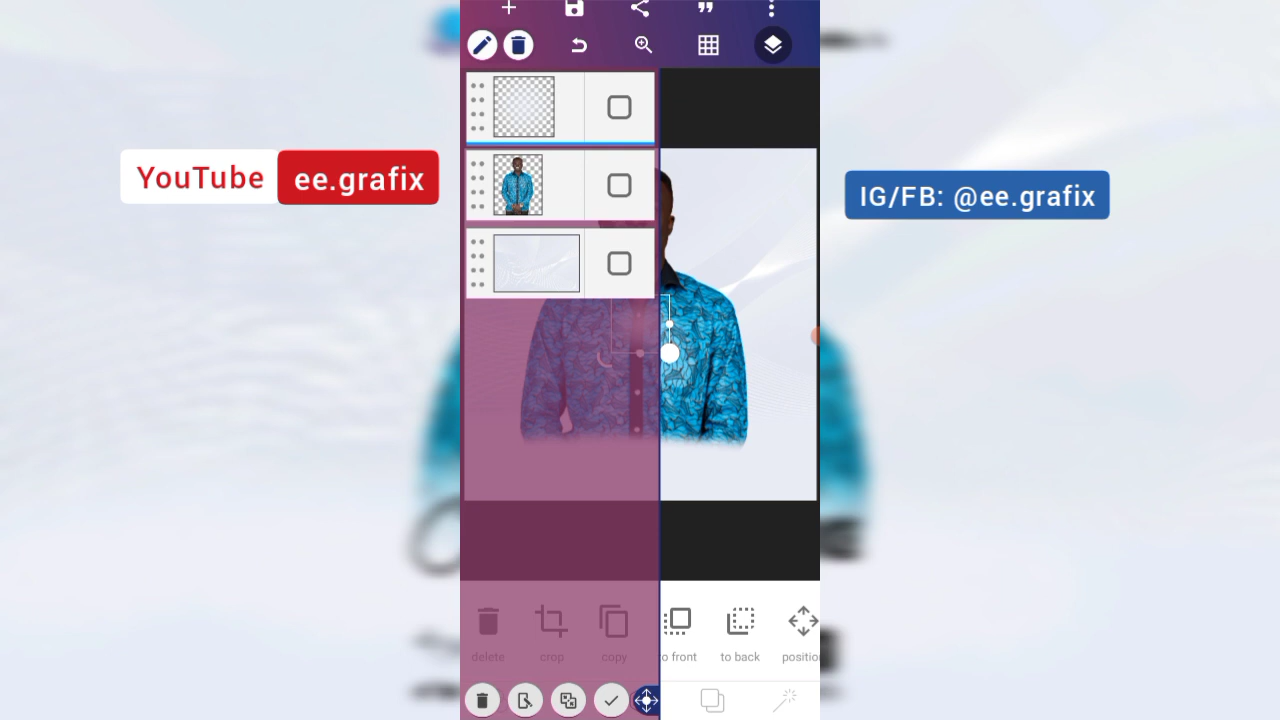 YouTube ee.grafix
IG/FB: @ee.grafix
delete
crop
copy
o front
to back
positio